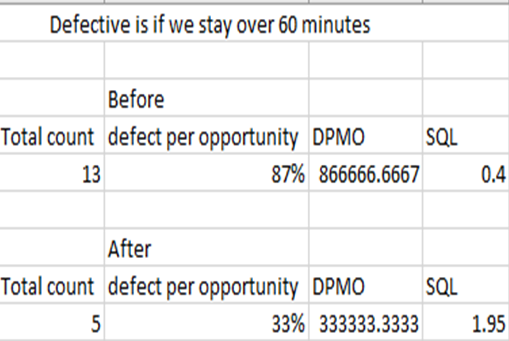 Defective is if we stay over 60 minutes
Before
Total count defect per opportunity DPMO SQL
13 87% 866666.6667 0.4
After
Total count defect per opportunity DPMO SQL
5 33% 333333.3333 1.95